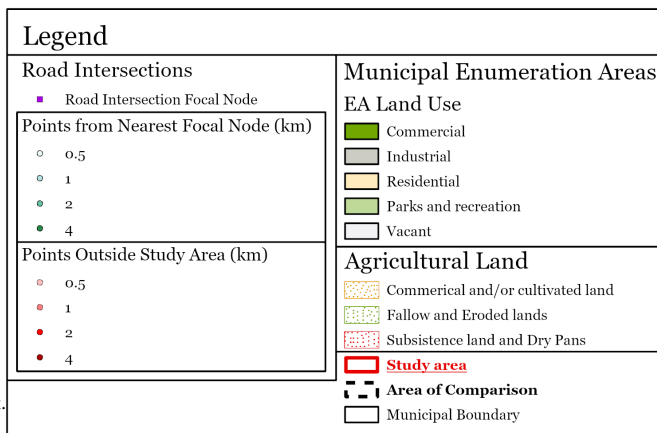 Legend
Road Intersections
Road Intersection Focal Node
Points from Nearest Focal Node (km)
0.5
1
2
4
Points Outside Study Area (km)
0.5
1
2
4
Municipal Enumeration Areas
EA Land Use
Commercial
Industrial
Residential
Parks and recreation
Vacant
Agricultural Land
Commerical and/or cultivated land
Fallow and Eroded lands
Subsistence land and Dry Pans
Study area
Area of Comparison
Municipal Boundary